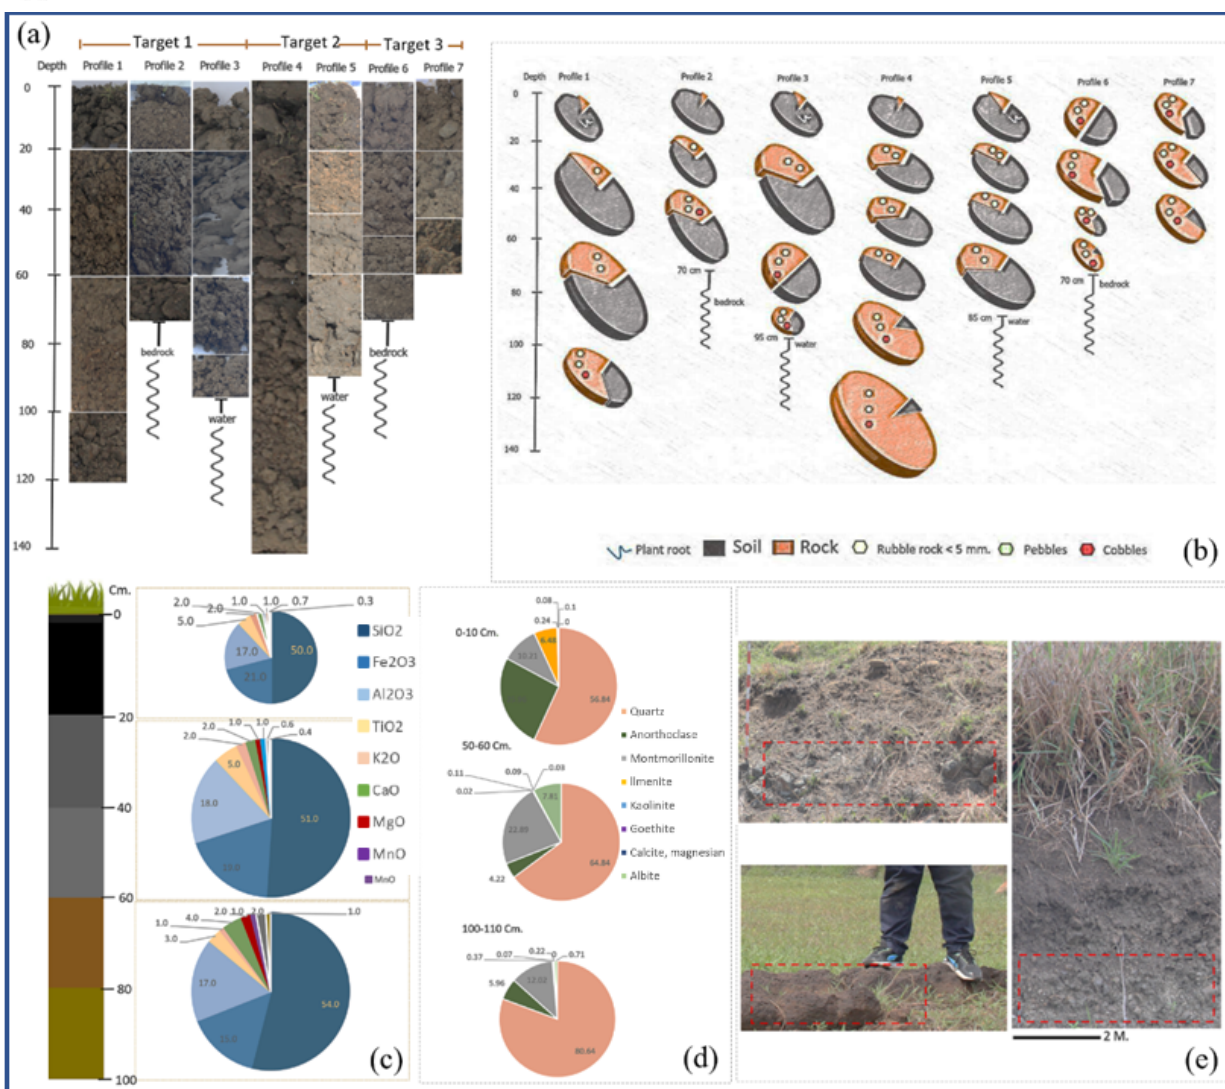 (a)
Target 1 Target 2 Target 3
Depth Profile 1 Profile 2 Profile 3 Profile 4 Profile 5 Profile 6 Profile 7
0
20
40
60
80
100
120
140
bedrock
water
water
bedrock
Depth Profile 1 Profile 2 Profile 3 Profile 4 Profile 5 Profile 6 Profile 7
0
20
40
60
80
100
120
140
70 cm
bedrock
95 cm
water
85 cm
water
70 cm
bedrock
Plant root Soil Rock Rubble rock < 5 mm. Pebbles Cobbles
(b)
Cm.
0
20
40
60
80
100
2.0 1.0 1.0 0.7 0.3
2.0
5.0
17.0
21.0
50.0
2.0 1.0 1.0 0.6
2.0 0.4
5.0
18.0
51.0
4.0 2.0 1.0 2.0 1.0
1.0
3.0
17.0
54.0
SiO2
Fe2O3
Al2O3
TiO2
K2O
CaO
MgO
MnO
MnO
(c)
0-10 Cm.
0.08
0.1
0.24 0
6.48
10.21
56.84
50-60 Cm.
0.11 0.09 0.03
0.02
7.81
22.89
4.22
64.84
100-110 Cm.
0.22 0.71
0.37 0.07 0
5.96
12.02
80.64
Quartz
Anorthoclase
Montmorillonite
Ilmenite
Kaolinite
Goethite
Calcite, magnesian
Albite
(d)
2 M.
(e)